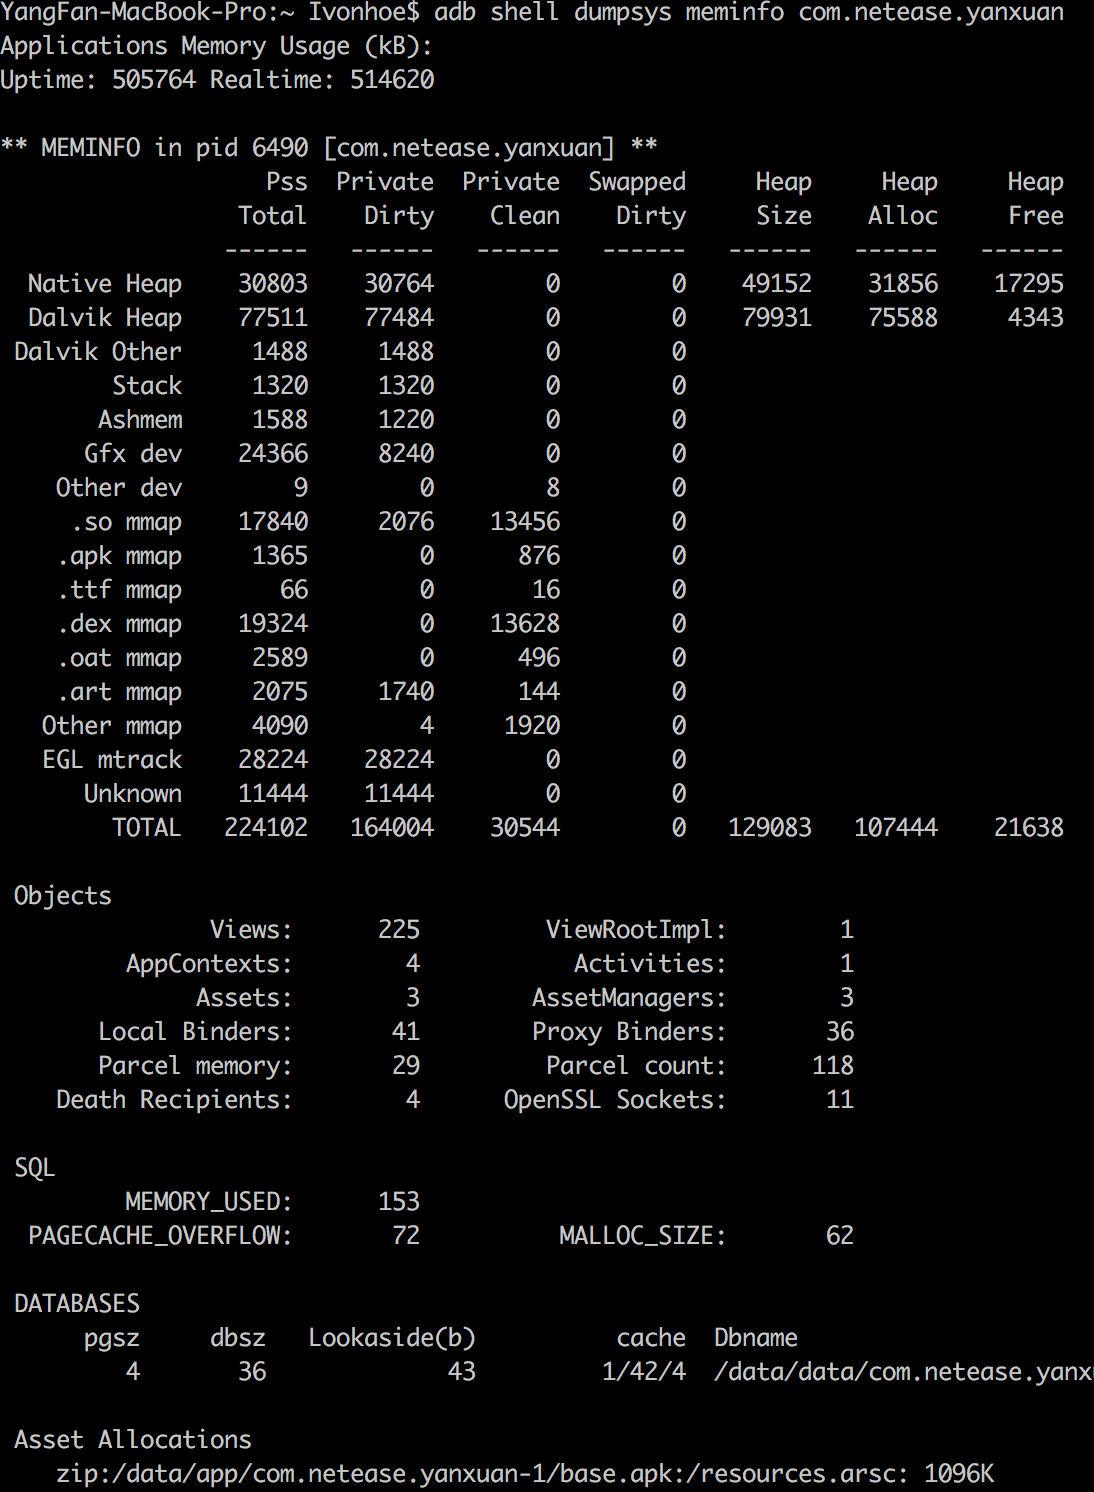 YangFan-MacBook-Pro:~ Ivonhoe$ adb shell dumpsys meminfo com.netease.yanxuan
Applications Memory Usage (kB):
Uptime: 505764 Realtime: 514620
** MEMINFO in pid 6490 [com.netease.yanxuan] **
Pss Private Private Swapped Heap Heap Heap
Total Dirty Clean Dirty Size Alloc Free
------ ------ ------ ------ ------ ------ ------
Native Heap 30803 30764 0 0 49152 31856 17295
Dalvik Heap 77511 77484 0 0 79931 75588 4343
Dalvik Other 1488 1488 0 0
Stack 1320 1320 0 0
Ashmem 1588 1220 0 0
Gfx dev 24366 8240 0 0
Other dev 9 0 8 0
.so mmap 17840 2076 13456 0
.apk mmap 1365 0 876 0
.ttf mmap 66 0 16 0
.dex mmap 19324 0 13628 0
.oat mmap 2589 0 496 0
.art mmap 2075 1740 144 0
Other mmap 4090 4 1920 0
EGL mtrack 28224 28224 0 0
Unknown 11444 11444 0 0
TOTAL 224102 164004 30544 0 129083 107444 21638
Objects
Views: 225 ViewRootImpl: 1
AppContexts: 4 Activities: 1
Assets: 3 AssetManagers: 3
Local Binders: 41 Proxy Binders: 36
Parcel memory: 29 Parcel count: 118
Death Recipients: 4 OpenSSL Sockets: 11
SQL
MEMORY_USED: 153
PAGECACHE_OVERFLOW: 72 MALLOC_SIZE: 62
DATABASES
pgsz dbsz Lookaside(b) cache Dbname
4 36 43 1/42/4 /data/data/com.netease.yanx
Asset Allocations
zip:/data/app/com.netease.yanxuan-1/base.apk:/resources.arsc: 1096K